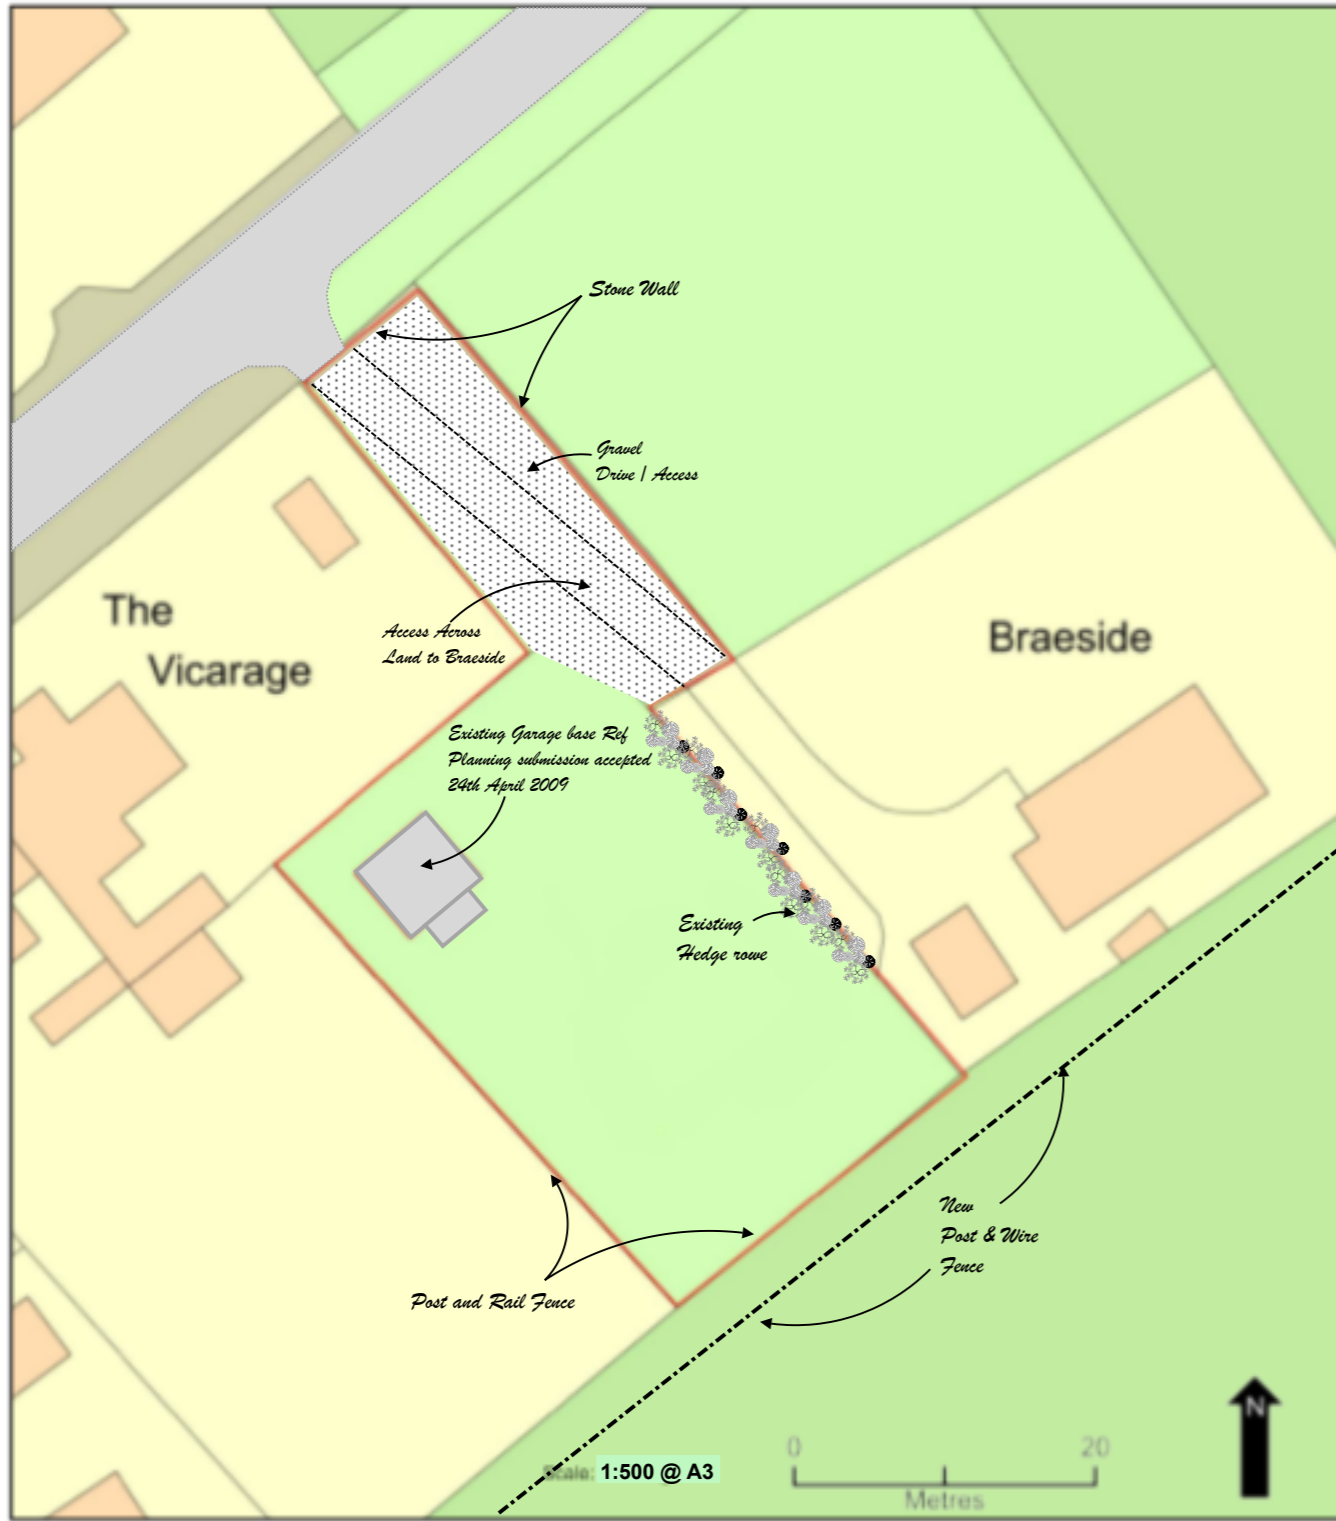 Stone Wall
Gravel
Drive / Access
The
Vicarage
Access Across
Land to Braeside
Braeside
Existing Garage base Ref
Planning submission accepted
24th April 2009
Existing
Hedge rowe
New
Post & Wire
Fence
Post and Rail Fence
N
0 20
Scale: 1:500 @ A3
Metres